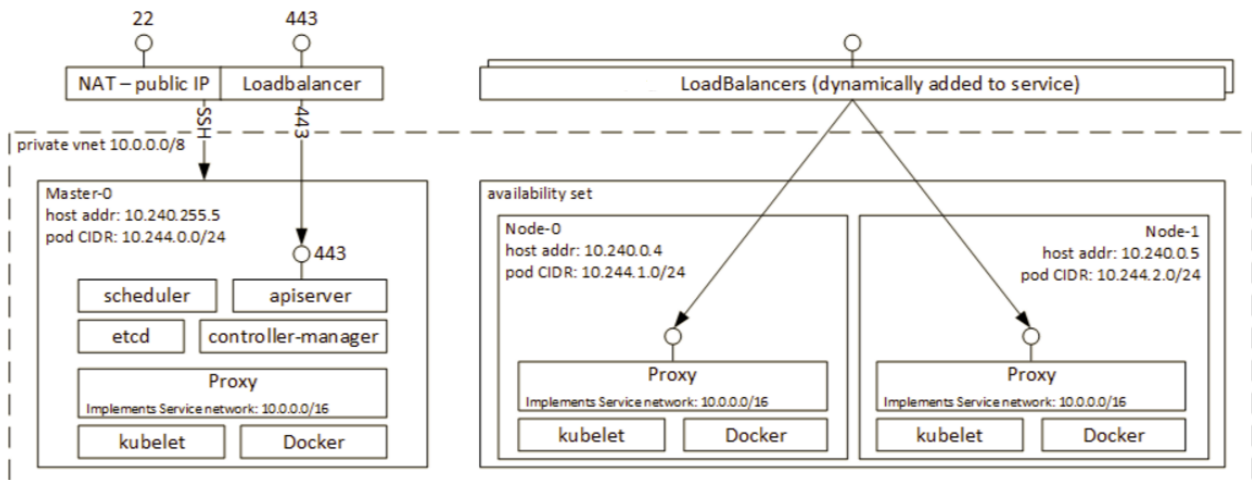 22
443
NAT – public IP
Loadbalancer
LoadBalancers (dynamically added to service)
SSH
443
private vnet 10.0.0.0/8
Master-0
host addr: 10.240.255.5
pod CIDR: 10.244.0.0/24
443
scheduler
apiserver
etcd
controller-manager
Proxy
Implements Service network: 10.0.0.0/16
kubelet
Docker
availability set
Node-0
host addr: 10.240.0.4
pod CIDR: 10.244.1.0/24
Proxy
Implements Service network: 10.0.0.0/16
kubelet
Docker
Node-1
host addr: 10.240.0.5
pod CIDR: 10.244.2.0/24
Proxy
Implements Service network: 10.0.0.0/16
kubelet
Docker